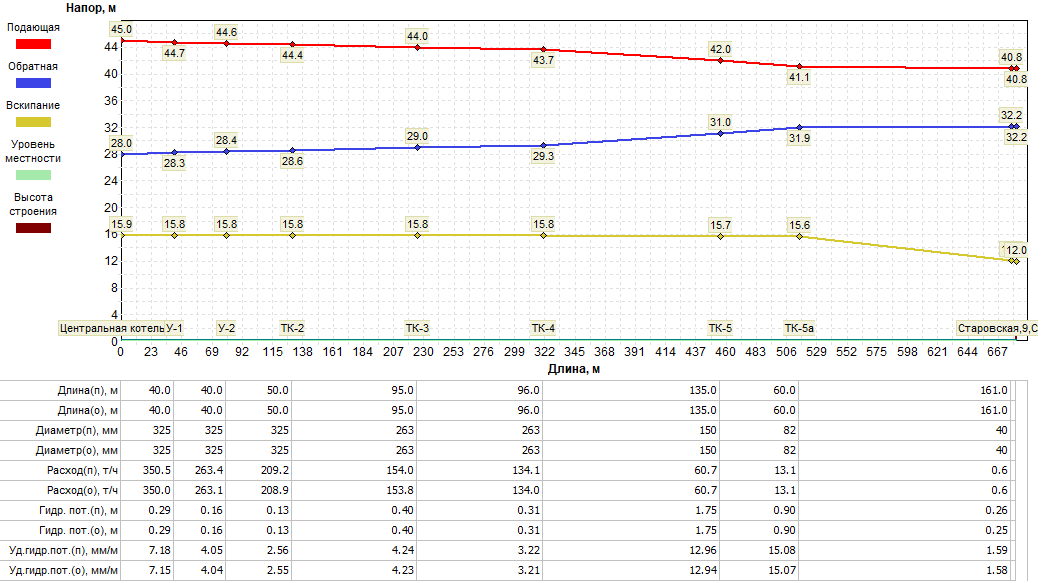 Напор, м
Подающая
Обратная
Вскипание
Уровень
местности
Высота
строения
44
40
36
32
28
24
20
16
12
8
4
0
45.0 44.7 44.6 44.4 44.0 43.7 42.0 41.1 40.8 40.8
28.0 28.3 28.4 28.6 29.0 29.3 31.0 31.9 32.2 32.2
15.9 15.8 15.8 15.8 15.8 15.8 15.7 15.6 12.0
Центральная котель У-1 У-2 ТК-2 ТК-3 ТК-4 ТК-5 ТК-5а Старовская,9,С
0 23 46 69 92 115 138 161 184 207 230 253 276 299 322 345 368 391 414 437 460 483 506 529 552 575 598 621 644 667
Длина, м
Длина(п), м 40.0 40.0 50.0 95.0 96.0 135.0 60.0 161.0
Длина(о), м 40.0 40.0 50.0 95.0 96.0 135.0 60.0 161.0
Диаметр(п), мм 325 325 325 263 263 150 82 40
Диаметр(о), мм 325 325 325 263 263 150 82 40
Расход(п), т/ч 350.5 263.4 209.2 154.0 134.1 60.7 13.1 0.6
Расход(о), т/ч 350.0 263.1 208.9 153.8 134.0 60.7 13.1 0.6
Гидр. пот.(п), м 0.29 0.16 0.13 0.40 0.31 1.75 0.90 0.26
Гидр. пот.(о), м 0.29 0.16 0.13 0.40 0.31 1.75 0.90 0.25
Уд.гидр.пот.(п), мм/м 7.18 4.05 2.56 4.24 3.22 12.96 15.08 1.59
Уд.гидр.пот.(о), мм/м 7.15 4.04 2.55 4.23 3.21 12.94 15.07 1.58